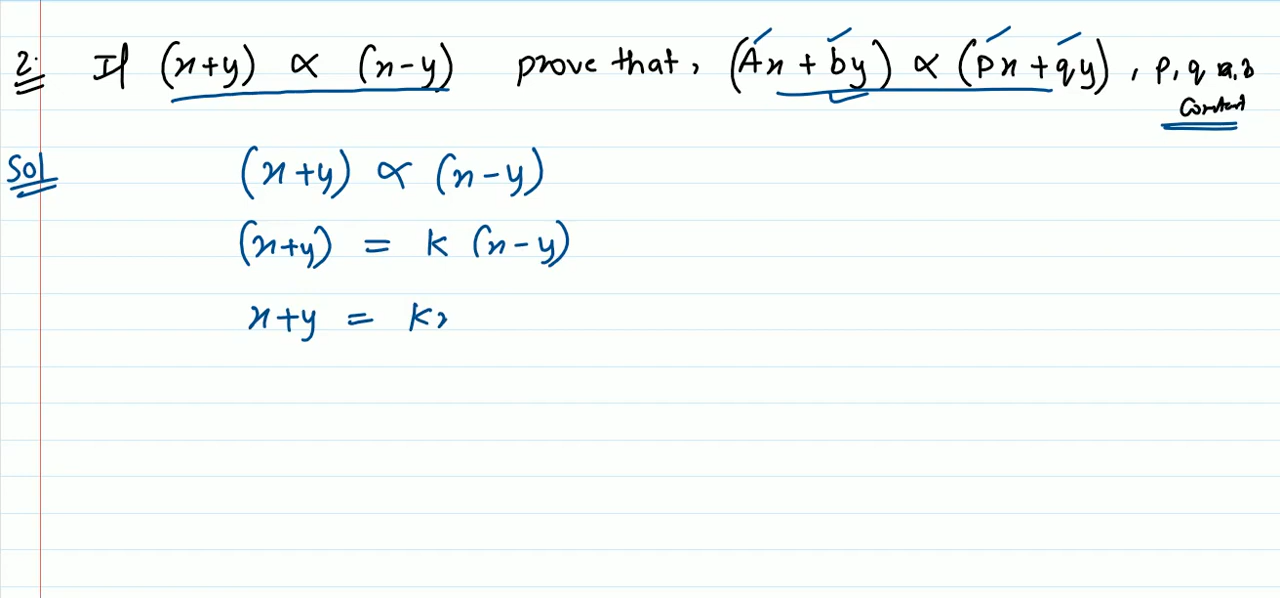 2. If (x+y) ∝ (x-y) prove that, (Ax + by) ∝ (px + qy), p, q a, b
constant
Sol (x+y) ∝ (x-y)
(x+y) = k (x-y)
x+y = kx